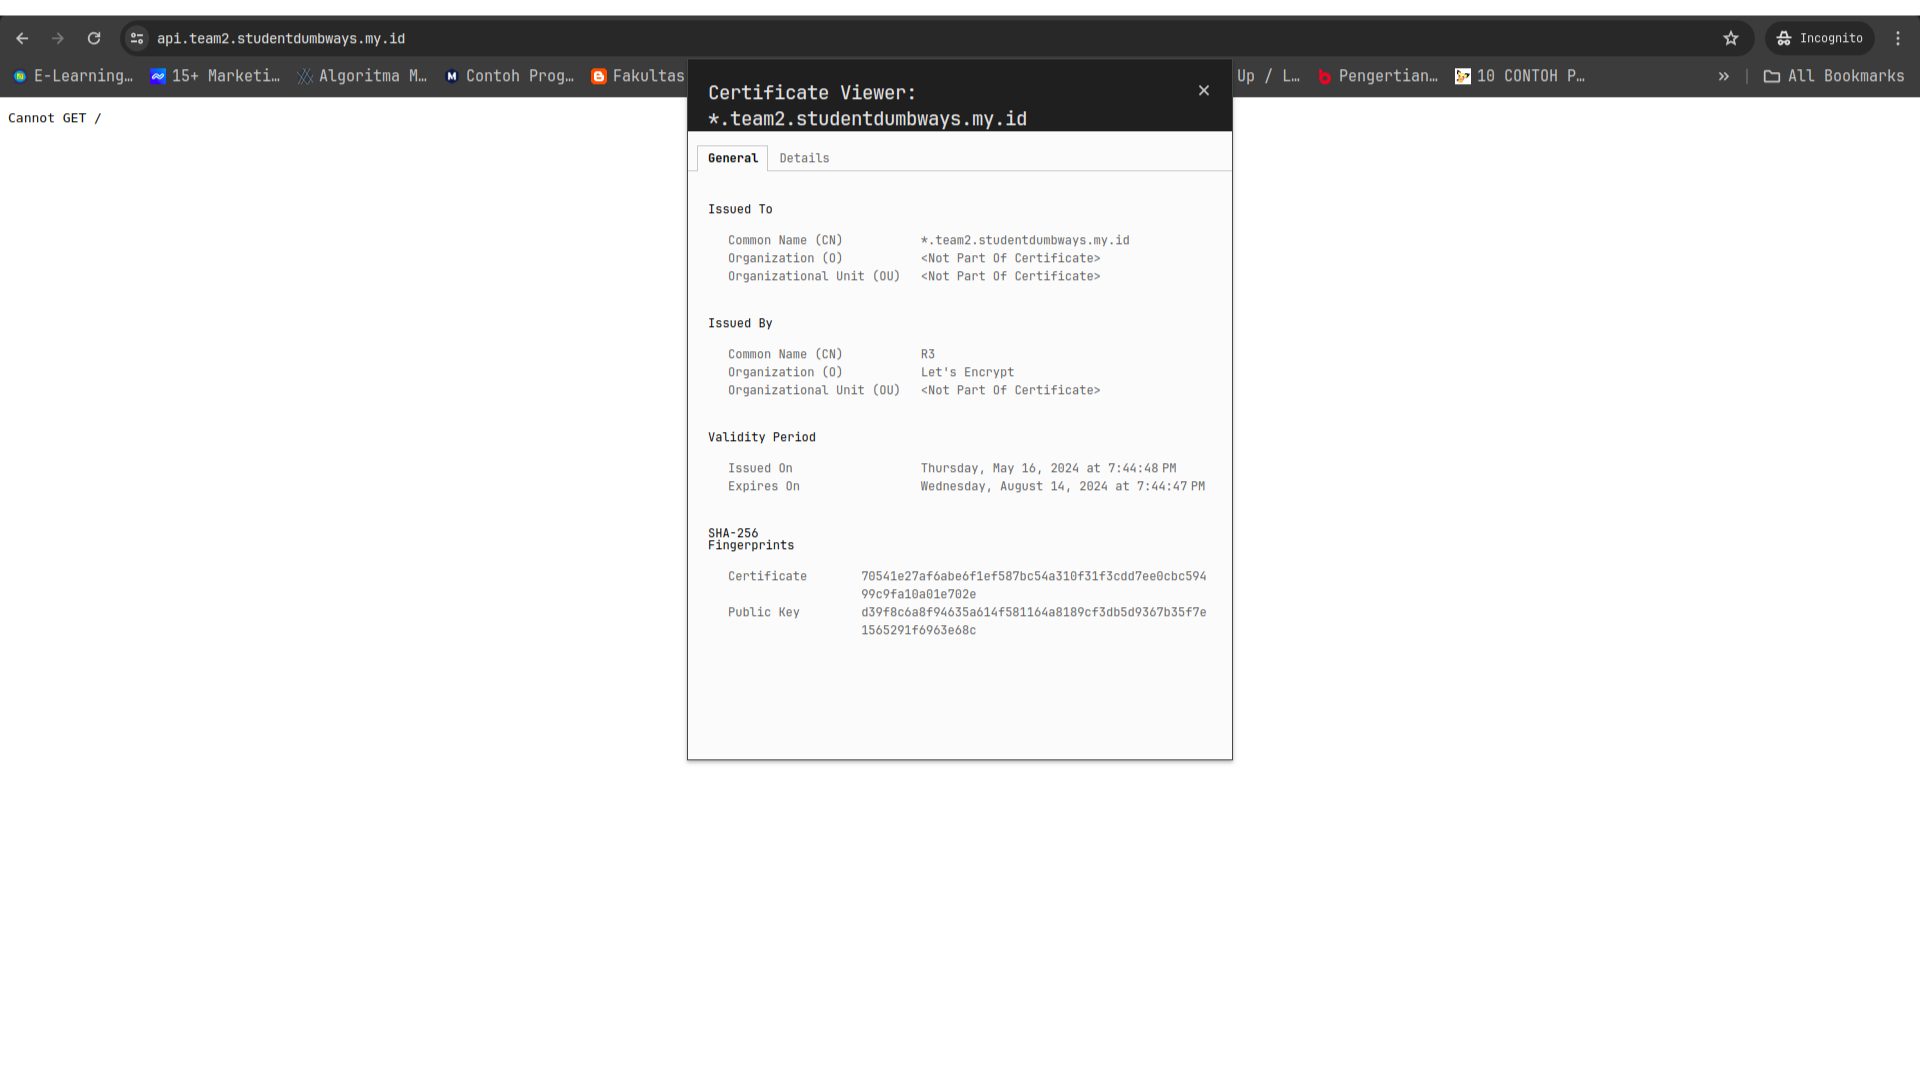 api.team2.studentdumbways.my.id
Incognito
E-Learning…
15+ Marketi…
Algoritma M…
Contoh Prog…
Fakultas
Up / L…
Pengertian…
10 CONTOH P…
»
All Bookmarks
Cannot GET /
Certificate Viewer:
*.team2.studentdumbways.my.id
General Details
Issued To
Common Name (CN) *.team2.studentdumbways.my.id
Organization (O) <Not Part Of Certificate>
Organizational Unit (OU) <Not Part Of Certificate>
Issued By
Common Name (CN) R3
Organization (O) Let's Encrypt
Organizational Unit (OU) <Not Part Of Certificate>
Validity Period
Issued On Thursday, May 16, 2024 at 7:44:48 PM
Expires On Wednesday, August 14, 2024 at 7:44:47 PM
SHA-256
Fingerprints
Certificate 70541e27af6abe6f1ef587bc54a310f31f3cdd7ee0cbc594
99c9fa10a01e702e
Public Key d39f8c6a8f94635a614f581164a8189cf3db5d9367b35f7e
1565291f6963e68c